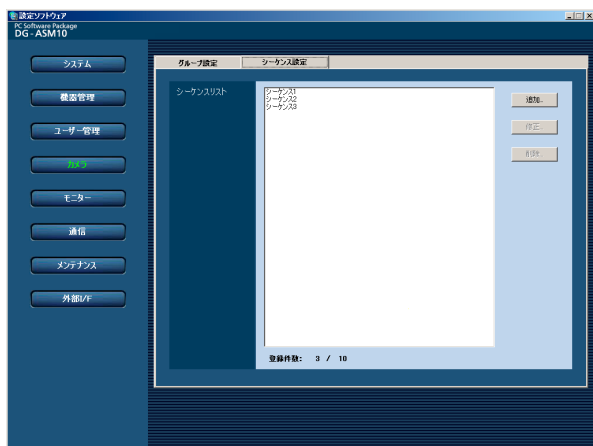 設定ソフトウェア
PC Software Package
DG-ASM10
システム
機器管理
ユーザー管理
カメラ
モニター
通信
メンテナンス
外部I/F
グループ設定
シーケンス設定
シーケンスリスト
シーケンス1
シーケンス2
シーケンス3
追加..
修正..
削除..
登録件数: 3 / 10